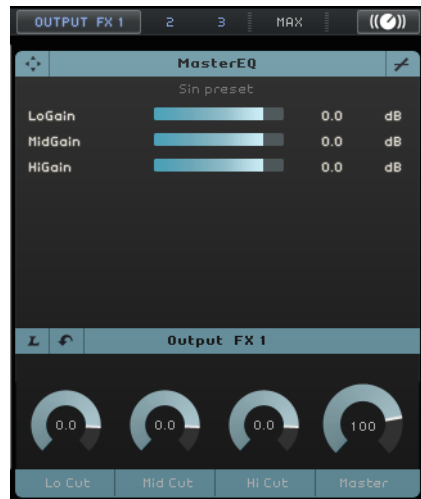 OUTPUT FX 1 2 3 MAX
MasterEQ
Sin preset
LoGain 0.0 dB
MidGain 0.0 dB
HiGain 0.0 dB
L Output FX 1
0.0 0.0 0.0 100
Lo Cut Mid Cut Hi Cut Master